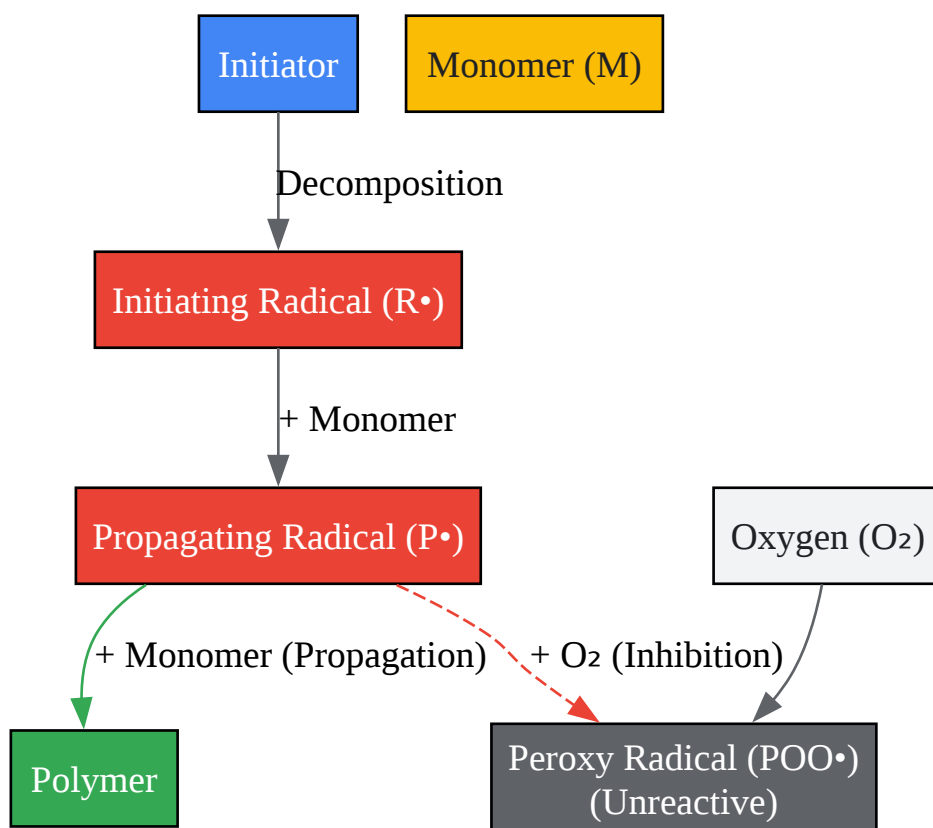 Initiator
Monomer (M)
Decomposition
Initiating Radical (R•)
+ Monomer
Propagating Radical (P•)
Oxygen (O₂)
+ Monomer (Propagation)
+ O₂ (Inhibition)
Polymer
Peroxy Radical (POO•)
(Unreactive)